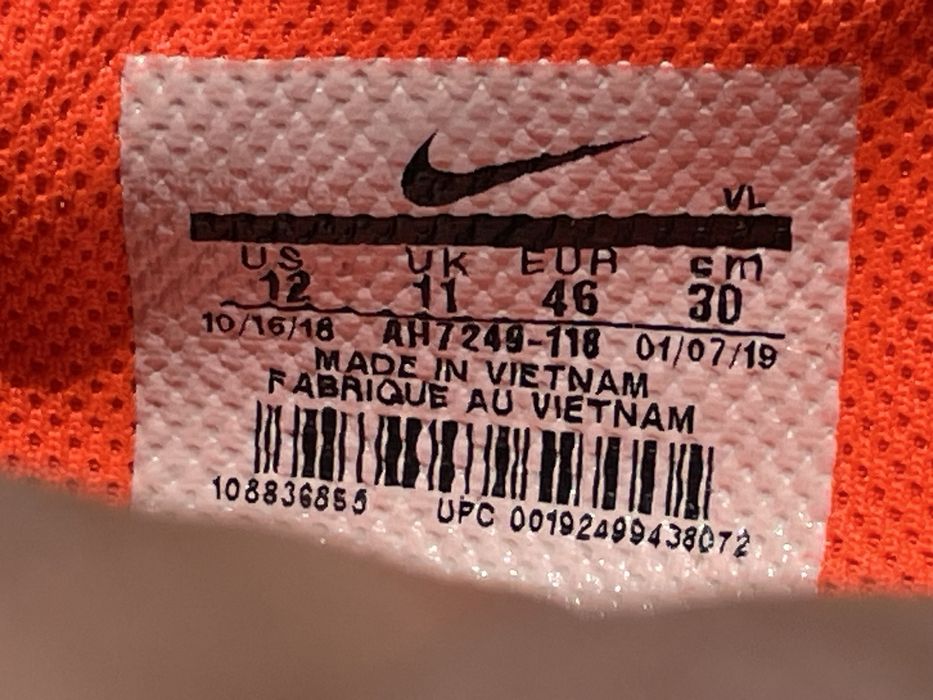 VL
US UK EUR cm
12 11 46 30
10/16/18 AH7249-118 01/07/19
MADE IN VIETNAM
FABRIQUE AU VIETNAM
108836855 UPC 00192499438072